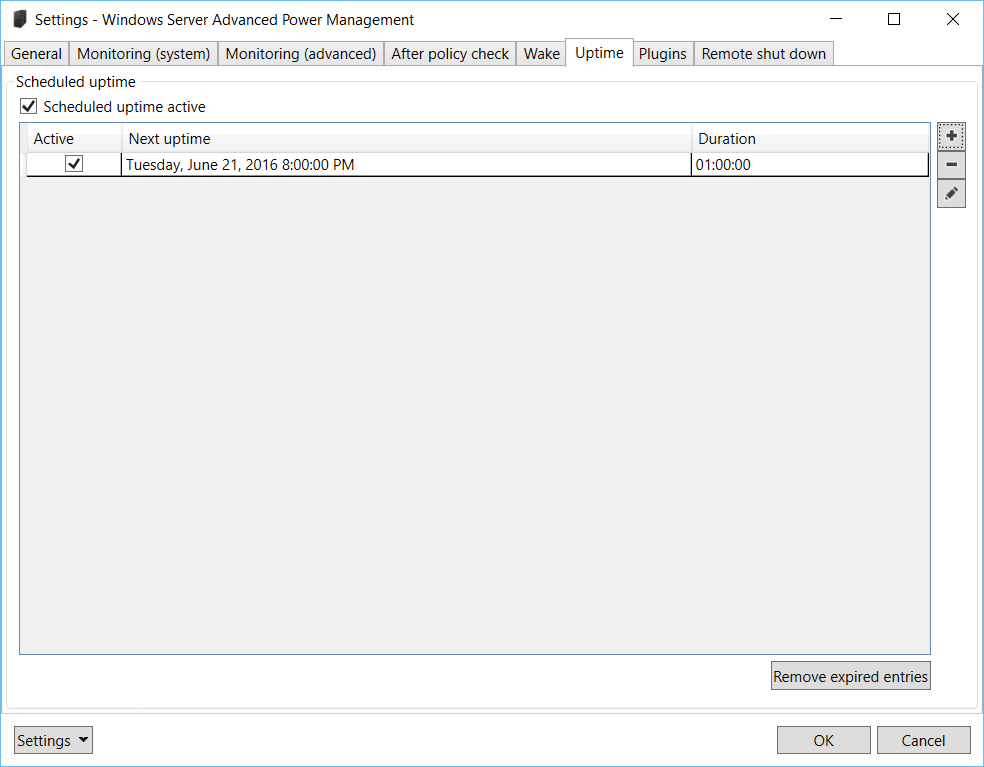 Settings - Windows Server Advanced Power Management
General Monitoring (system) Monitoring (advanced) After policy check Wake Uptime Plugins Remote shut down
Scheduled uptime
Scheduled uptime active
Active Next uptime Duration
Tuesday, June 21, 2016 8:00:00 PM 01:00:00
Remove expired entries
Settings OK Cancel